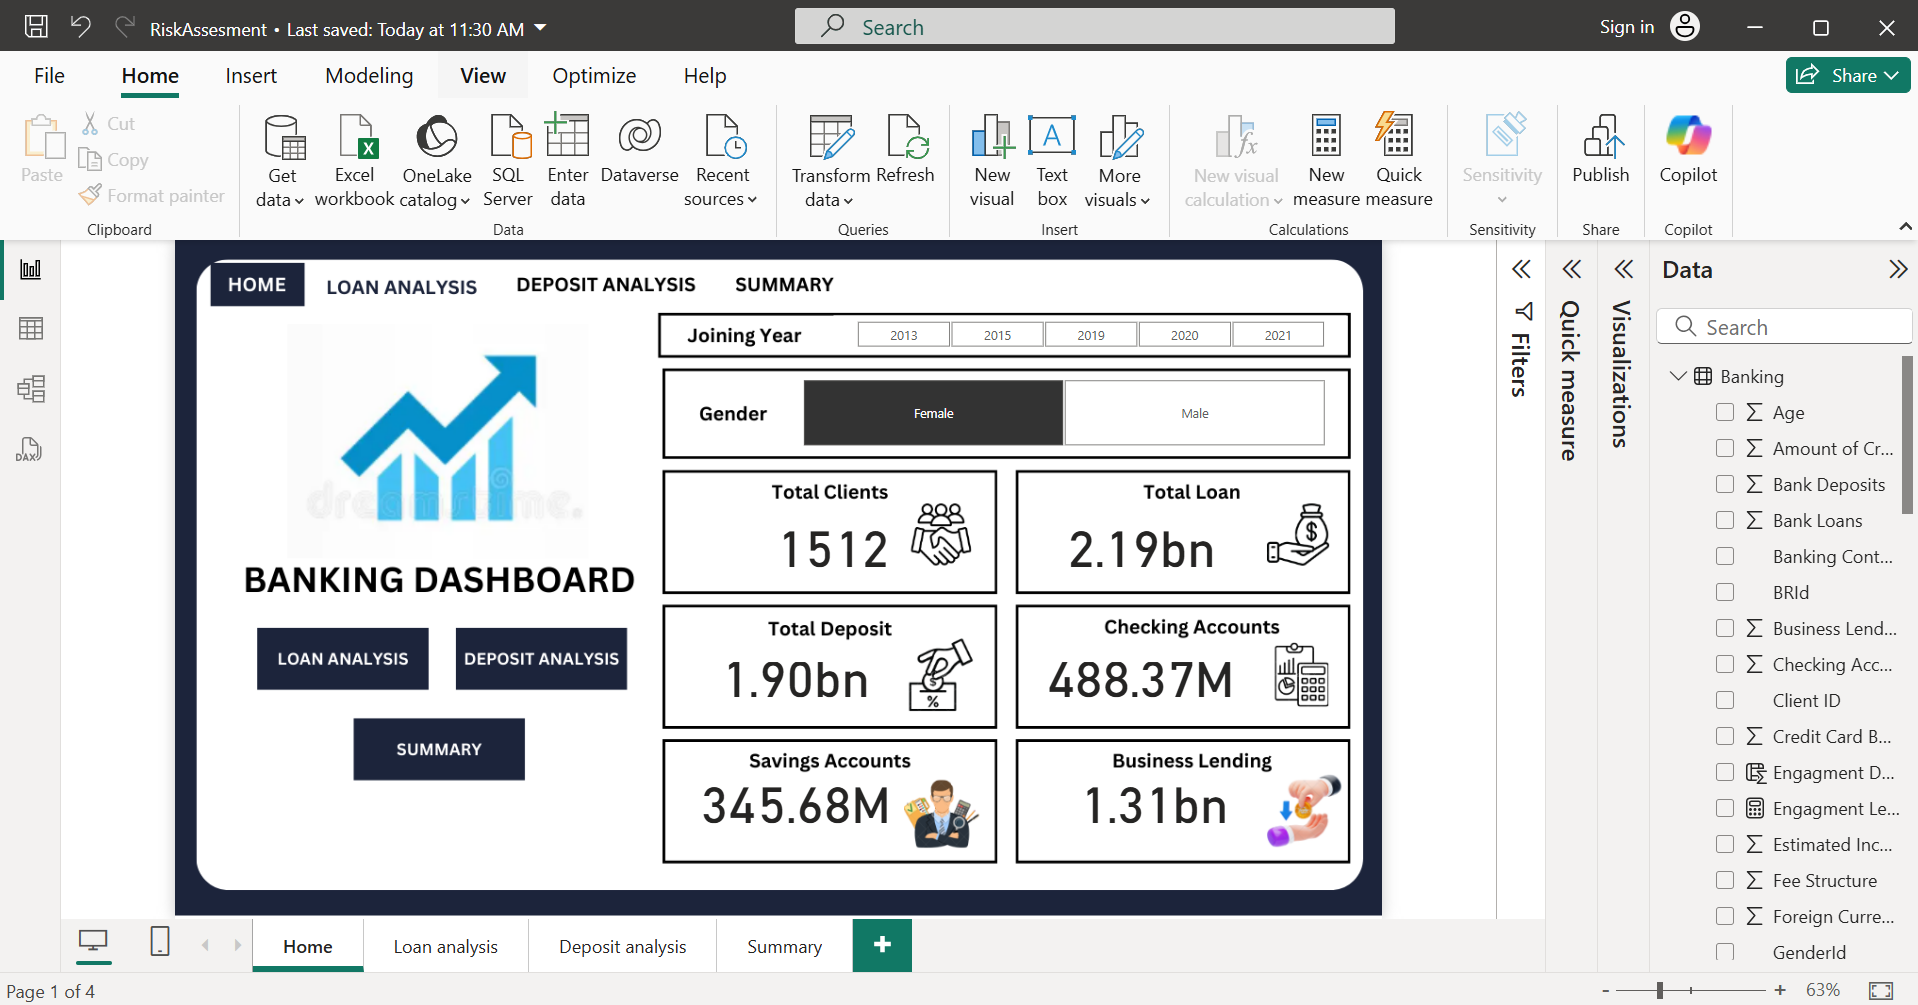 RiskAssesment • Last saved: Today at 11:30 AM
Search
Sign in
File
Home
Insert
Modeling
View
Optimize
Help
Share
Paste
Cut
Copy
Format painter
Clipboard
Get data
Excel workbook
OneLake catalog
SQL Server
Enter data
Dataverse
Recent sources
Data
Transform data
Refresh
Queries
New visual
Text box
A
More visuals
Insert
New visual calculation
New measure
Quick measure
Calculations
Sensitivity
Sensitivity
Publish
Share
Copilot
Copilot
DAX
HOME
LOAN ANALYSIS
DEPOSIT ANALYSIS
SUMMARY
dreamstime.
BANKING DASHBOARD
LOAN ANALYSIS
DEPOSIT ANALYSIS
SUMMARY
Joining Year
2013
2015
2019
2020
2021
Gender
Female
Male
Total Clients
1512
Total Loan
2.19bn
$
Total Deposit
1.90bn
$
%
Checking Accounts
488.37M
Savings Accounts
345.68M
Business Lending
1.31bn
Filters
Quick measure
Visualizations
Data
Search
Banking
Age
Amount of Cr...
Bank Deposits
Bank Loans
Banking Cont...
BRId
Business Lend...
Checking Acc...
Client ID
Credit Card B...
Engagment D...
Engagment Le...
Estimated Inc...
Fee Structure
Foreign Curre...
GenderId
Home
Loan analysis
Deposit analysis
Summary
+
Page 1 of 4
- + 63%